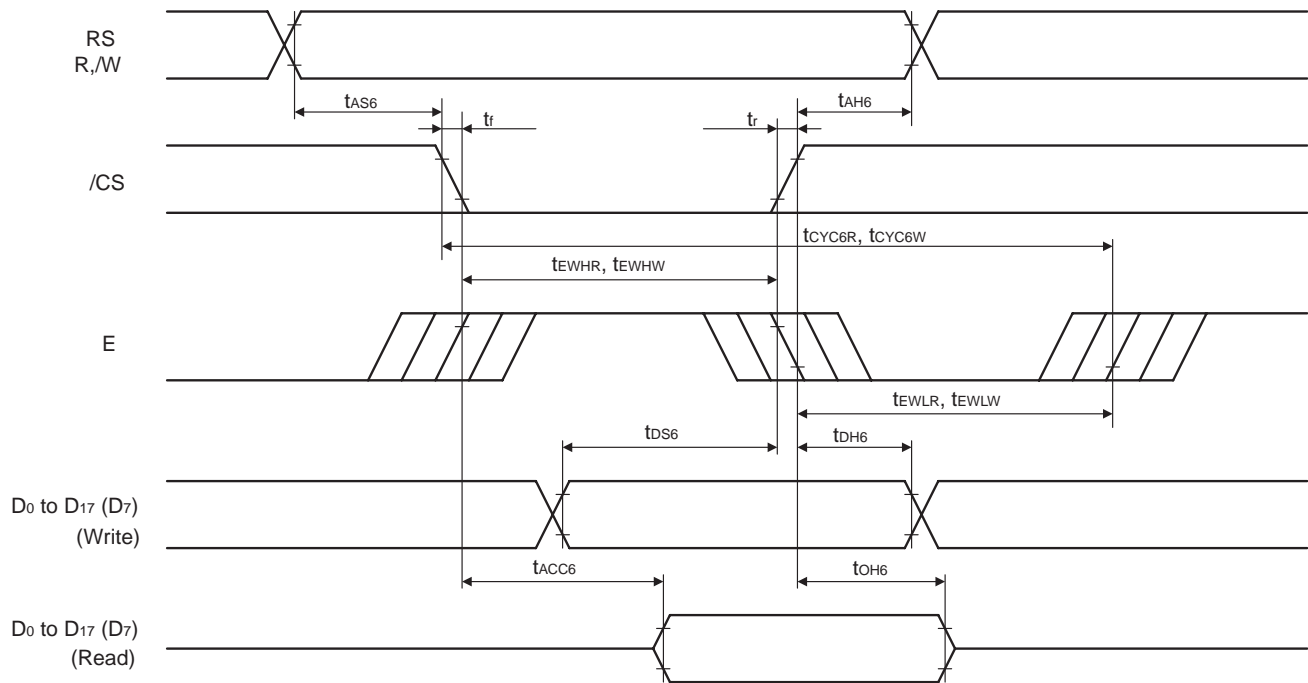 RS
R,/W
tAS6
tAH6
tf
tr
/CS
tCYC6R, tCYC6W
tEWHR, tEWHW
E
tEWLR, tEWLW
tDS6
tDH6
D0 to D17 (D7)
(Write)
tACC6
tOH6
D0 to D17 (D7)
(Read)